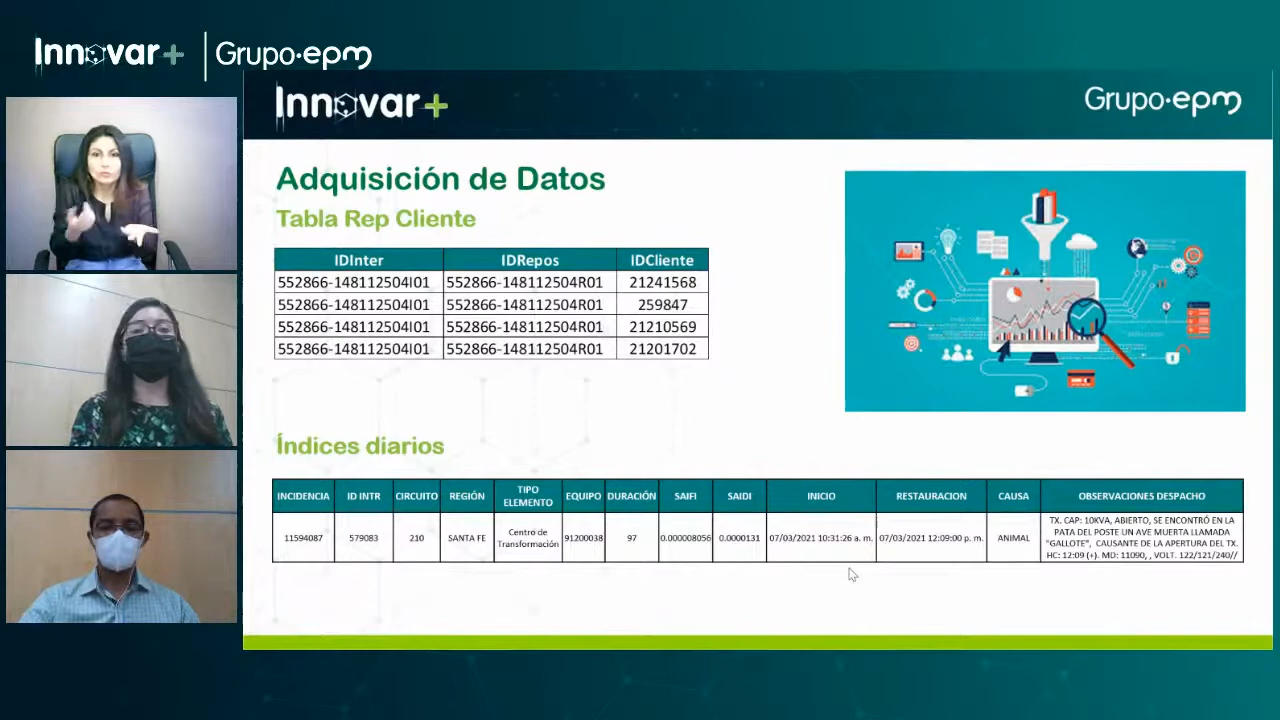 Innovar+ Grupo·epm
Innovar+ Grupo·epm
Adquisición de Datos
Tabla Rep Cliente
IDInter IDRepos IDCliente
552866-148112504I01 552866-148112504R01 21241568
552866-148112504I01 552866-148112504R01 259847
552866-148112504I01 552866-148112504R01 21210569
552866-148112504I01 552866-148112504R01 21201702
Índices diarios
INCIDENCIA ID INTR CIRCUITO REGIÓN TIPO ELEMENTO EQUIPO DURACIÓN SAIFI SAIDI INICIO RESTAURACION CAUSA OBSERVACIONES DESPACHO
11594087 579083 210 SANTA FE Centro de Transformación 91200038 97 0.000008056 0.0000131 07/03/2021 10:31:26 a. m. 07/03/2021 12:09:00 p. m. ANIMAL
TX. CAP: 10KVA, ABIERTO, SE ENCONTRÓ EN LA
PATA DEL POSTE UN AVE MUERTA LLAMADA
"GALLOTE", CAUSANTE DE LA APERTURA DEL TX.
HC: 12:09 (+). MD: 11090, , VOLT. 122/121/240//